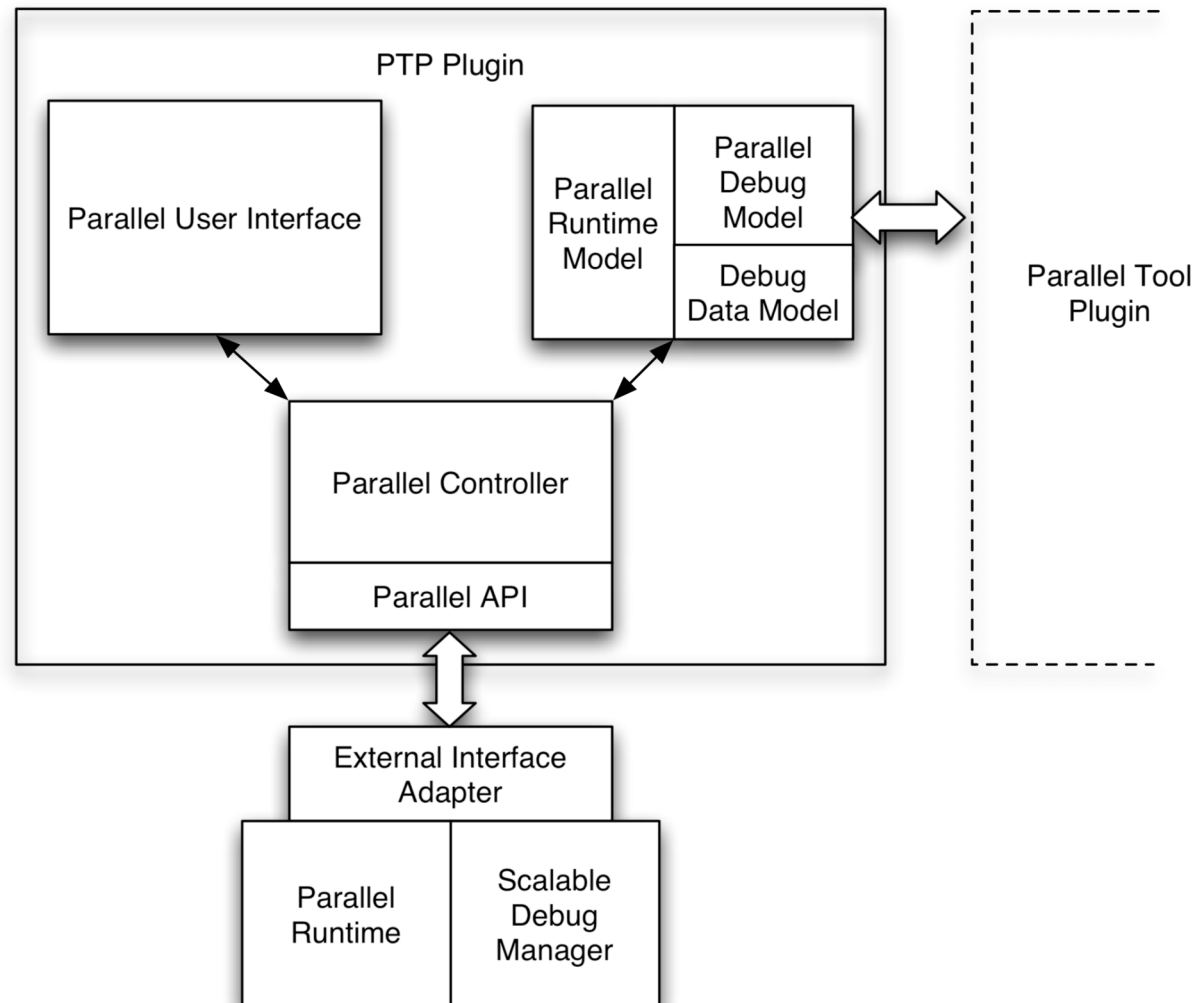 PTP Plugin
Parallel User Interface
Parallel
Runtime
Model
Parallel
Debug
Model
Debug
Data Model
Parallel Tool
Plugin
Parallel Controller
Parallel API
External Interface
Adapter
Parallel
Runtime
Scalable
Debug
Manager